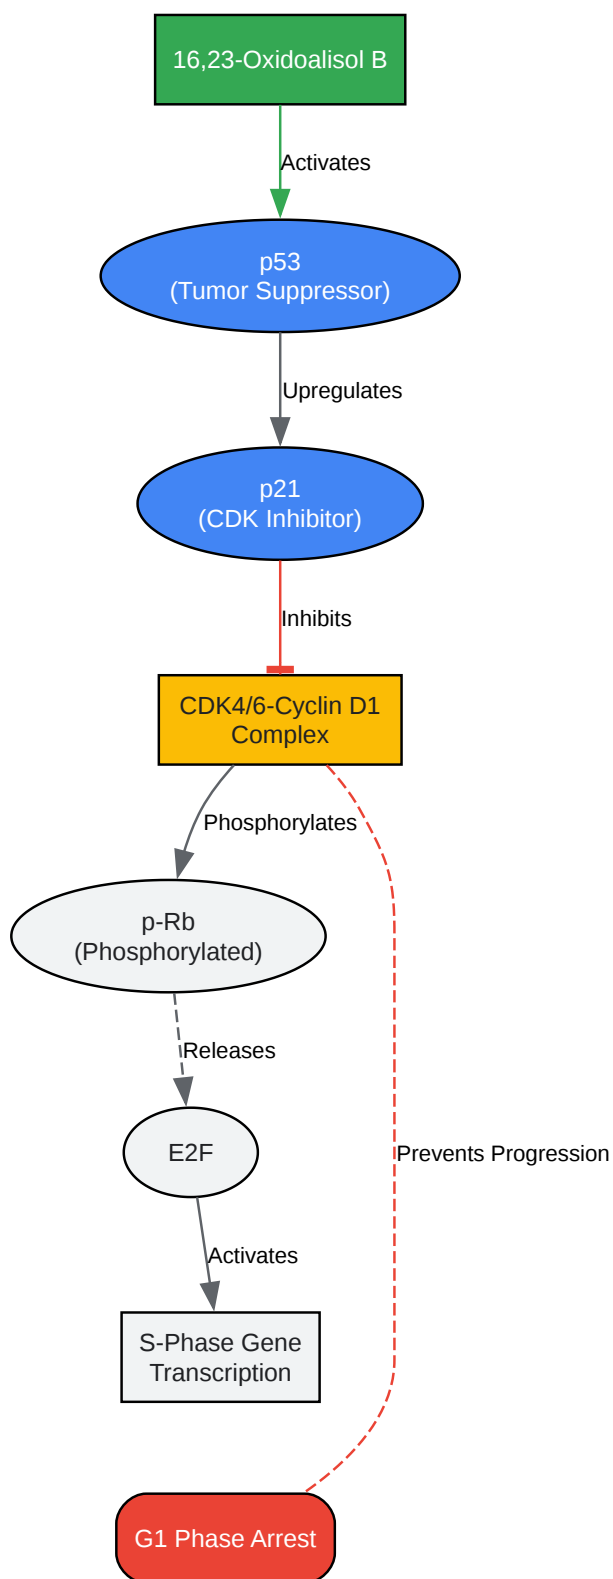 16,23-Oxidoalisol B
Activates
p53
(Tumor Suppressor)
Upregulates
p21
(CDK Inhibitor)
Inhibits
CDK4/6-Cyclin D1
Complex
Phosphorylates
p-Rb
(Phosphorylated)
Releases
E2F
Prevents Progression
Activates
S-Phase Gene
Transcription
G1 Phase Arrest